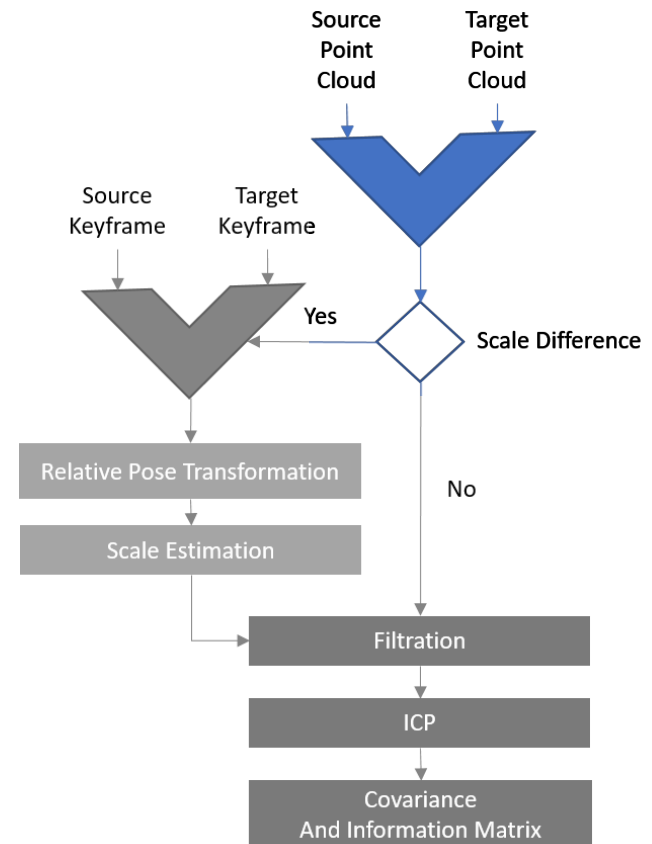 Source
Point
Cloud
Target
Point
Cloud
Source
Keyframe
Target
Keyframe
Yes
Scale Difference
Relative Pose Transformation
No
Scale Estimation
Filtration
ICP
Covariance
And Information Matrix